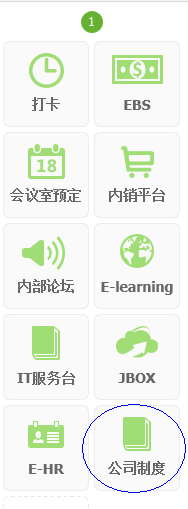 1
打卡
EBS
18
会议室预定
内销平台
内部论坛
E-learning
IT服务台
JBOX
E-HR
公司制度